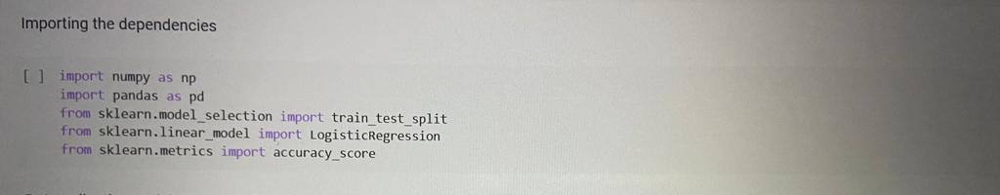 Importing the dependencies
[ ] import numpy as np
import pandas as pd
from sklearn.model_selection import train_test_split
from sklearn.linear_model import LogisticRegression
from sklearn.metrics import accuracy_score